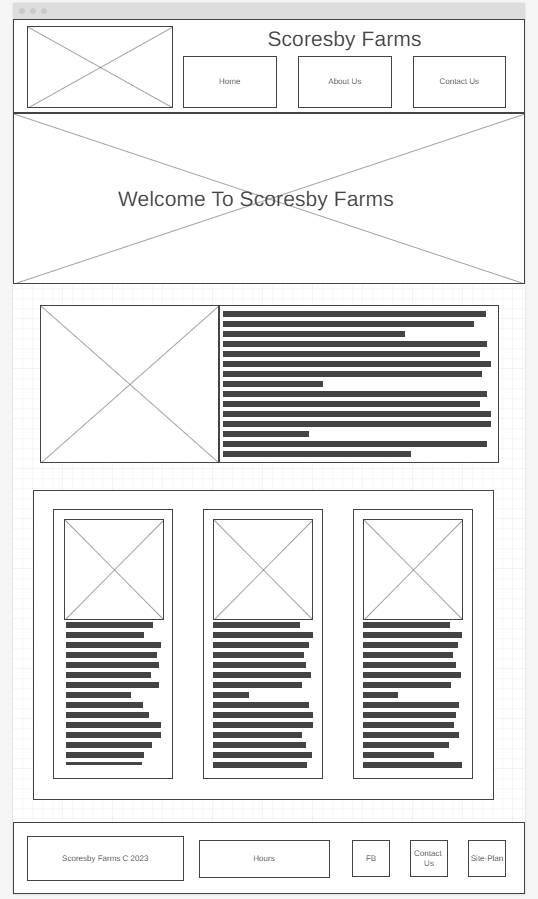 Scoresby Farms
Home
About Us
Contact Us
Welcome To Scoresby Farms
Scoresby Farms C 2023
Hours
FB
Contact
Us
Site-Plan